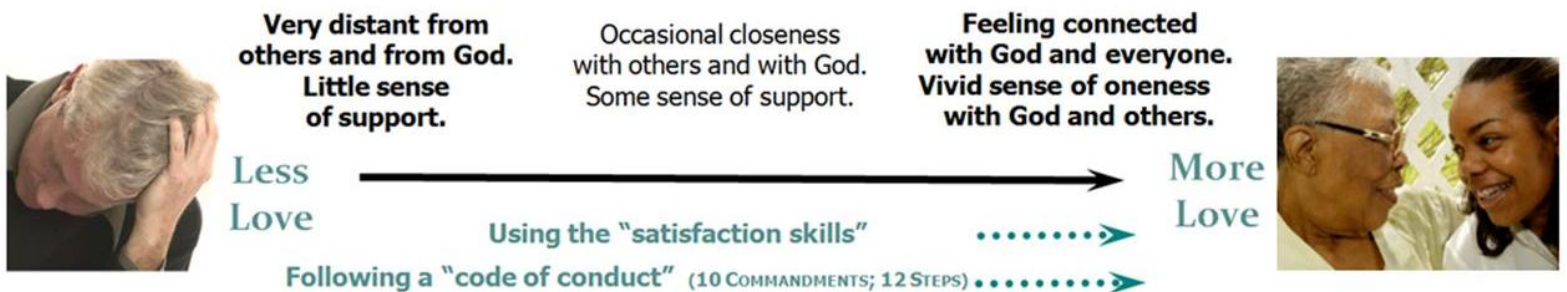 Very distant from
others and from God.
Little sense
of support.
Occasional closeness
with others and with God.
Some sense of support.
Feeling connected
with God and everyone.
Vivid sense of oneness
with God and others.
Less
Love
More
Love
Using the “satisfaction skills”
Following a “code of conduct” (10 COMMANDMENTS; 12 STEPS)